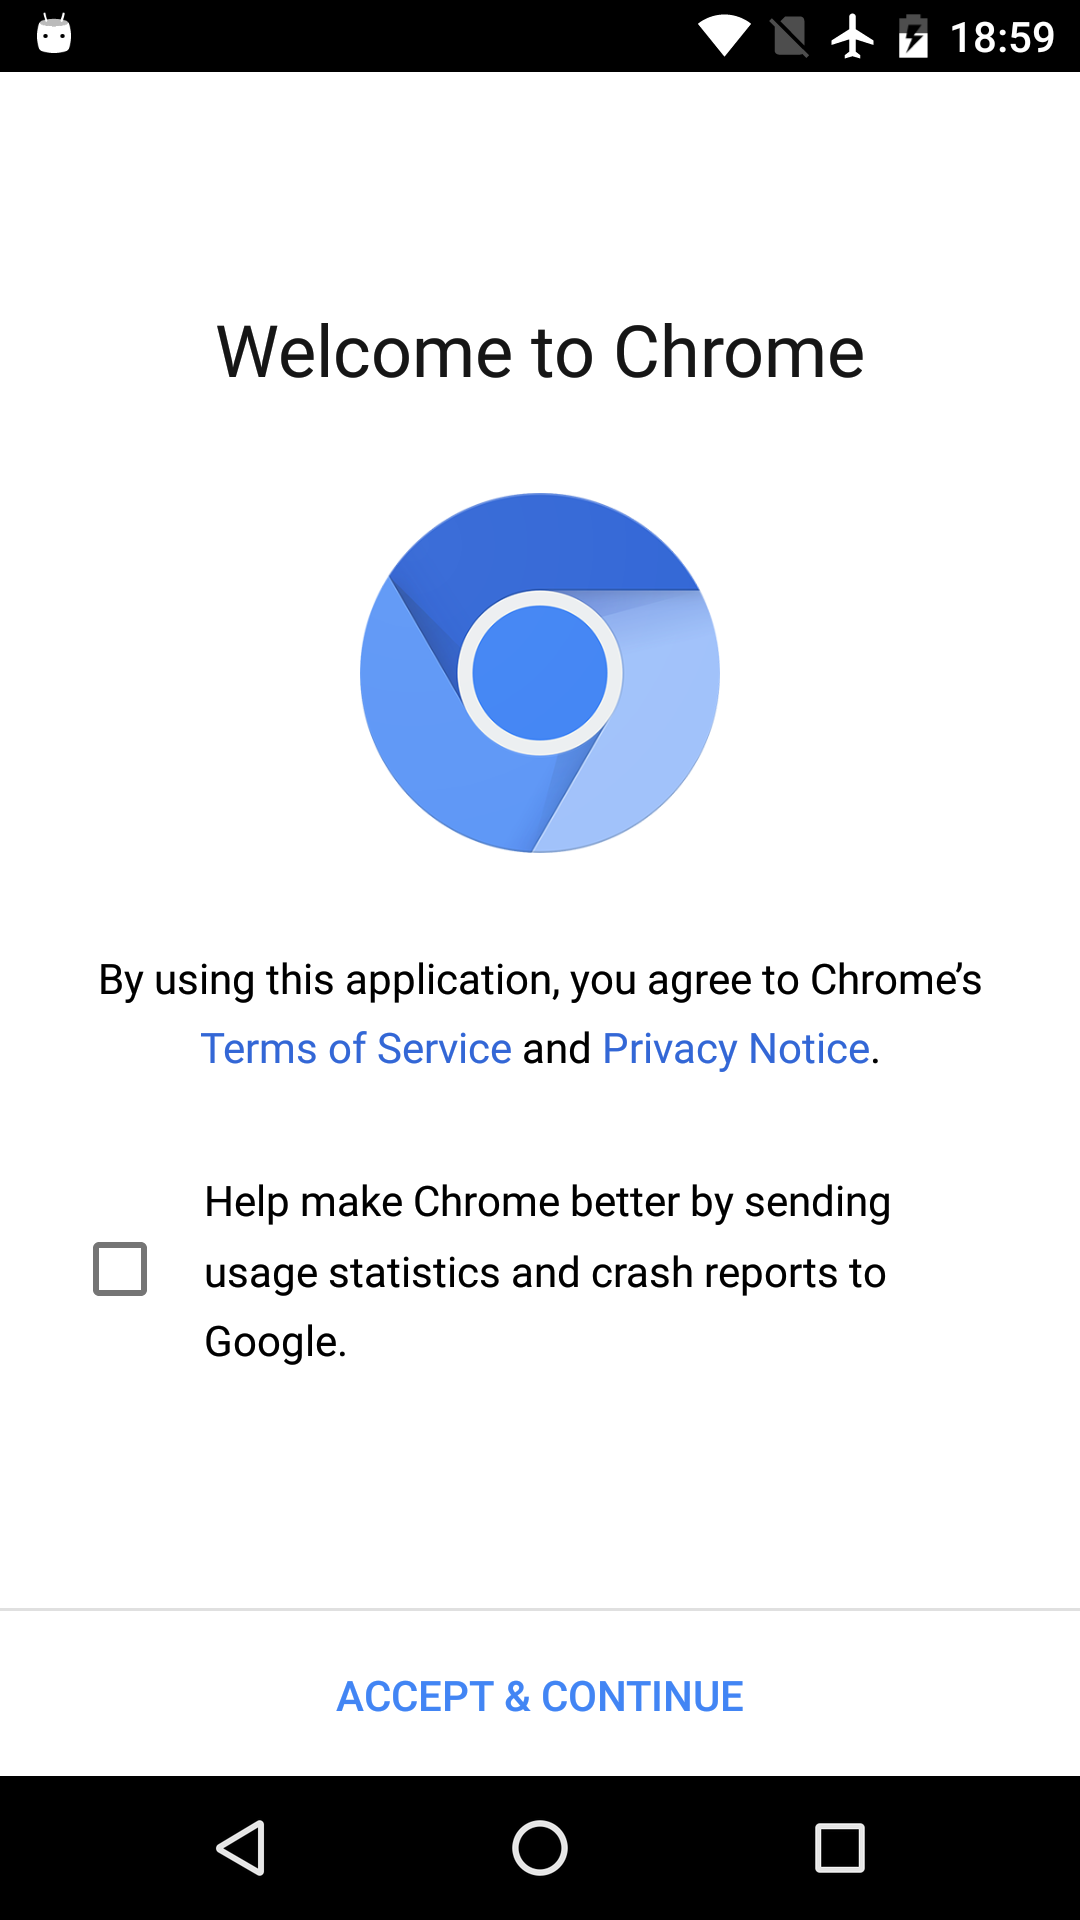 18:59
Welcome to Chrome
By using this application, you agree to Chrome’s
Terms of Service and Privacy Notice.
Help make Chrome better by sending
usage statistics and crash reports to
Google.
ACCEPT & CONTINUE